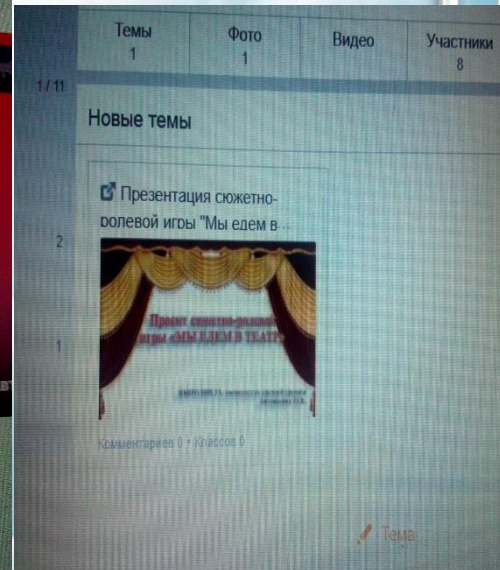 Темы Фото Видео Участники
1 1 8
1/11
Новые темы
Презентация сюжетно-
ролевой игры "Мы едем в...
2
Проект сюжетно-ролевой
игры «МЫ ЕДЕМ В ТЕАТР»
1
Комментариев 0 • Классов 0
Тема